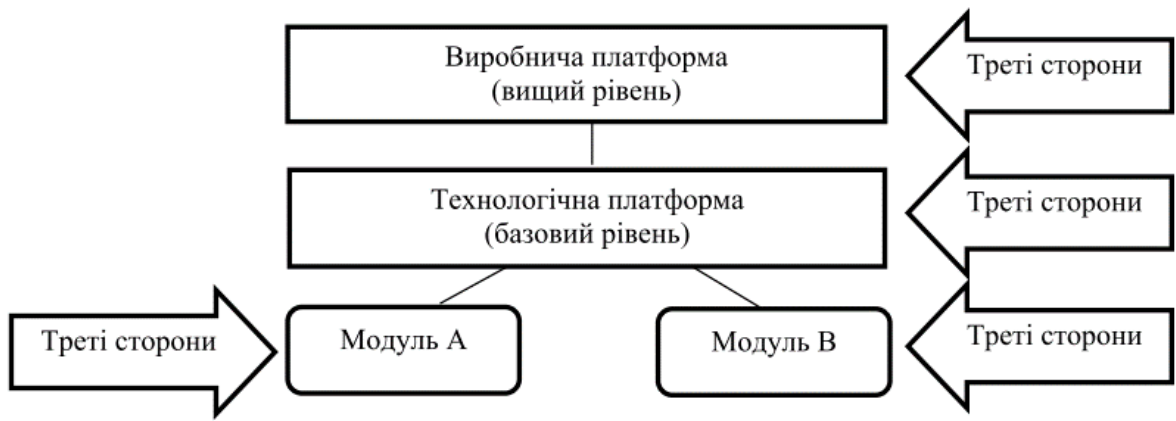 Виробнича платформа
(вищий рівень)
Треті сторони
Технологічна платформа
(базовий рівень)
Треті сторони
Треті сторони
Модуль А
Модуль В
Треті сторони